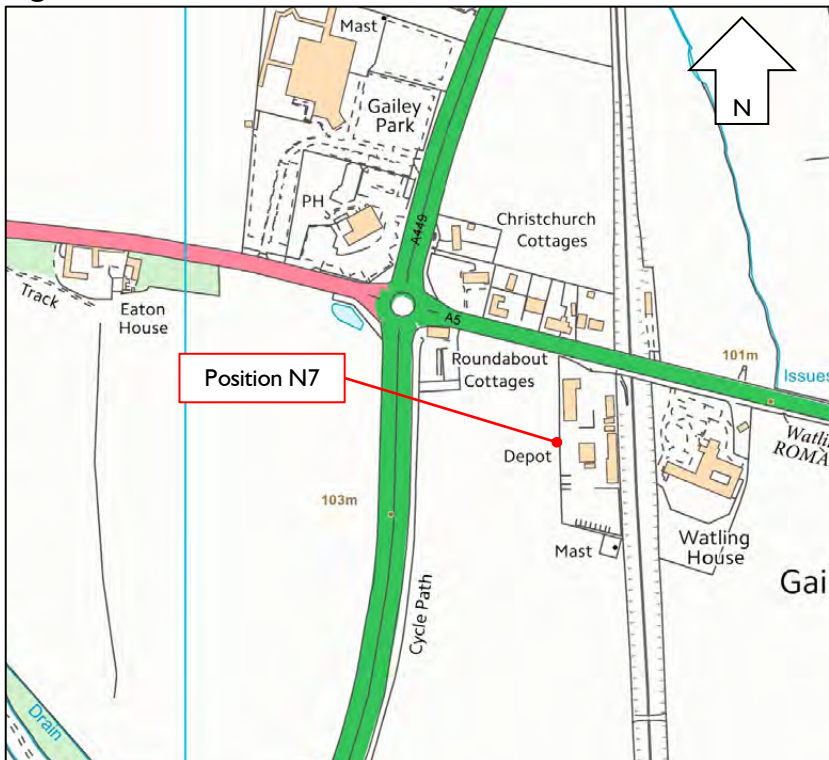 Mast
N
Gailey
Park
PH
A449
Christchurch
Cottages
Track
Eaton
House
A5
101m
Issues
Roundabout
Cottages
Position N7
Depot
103m
Mast
Watling
House
Gai
Cycle Path
Drain